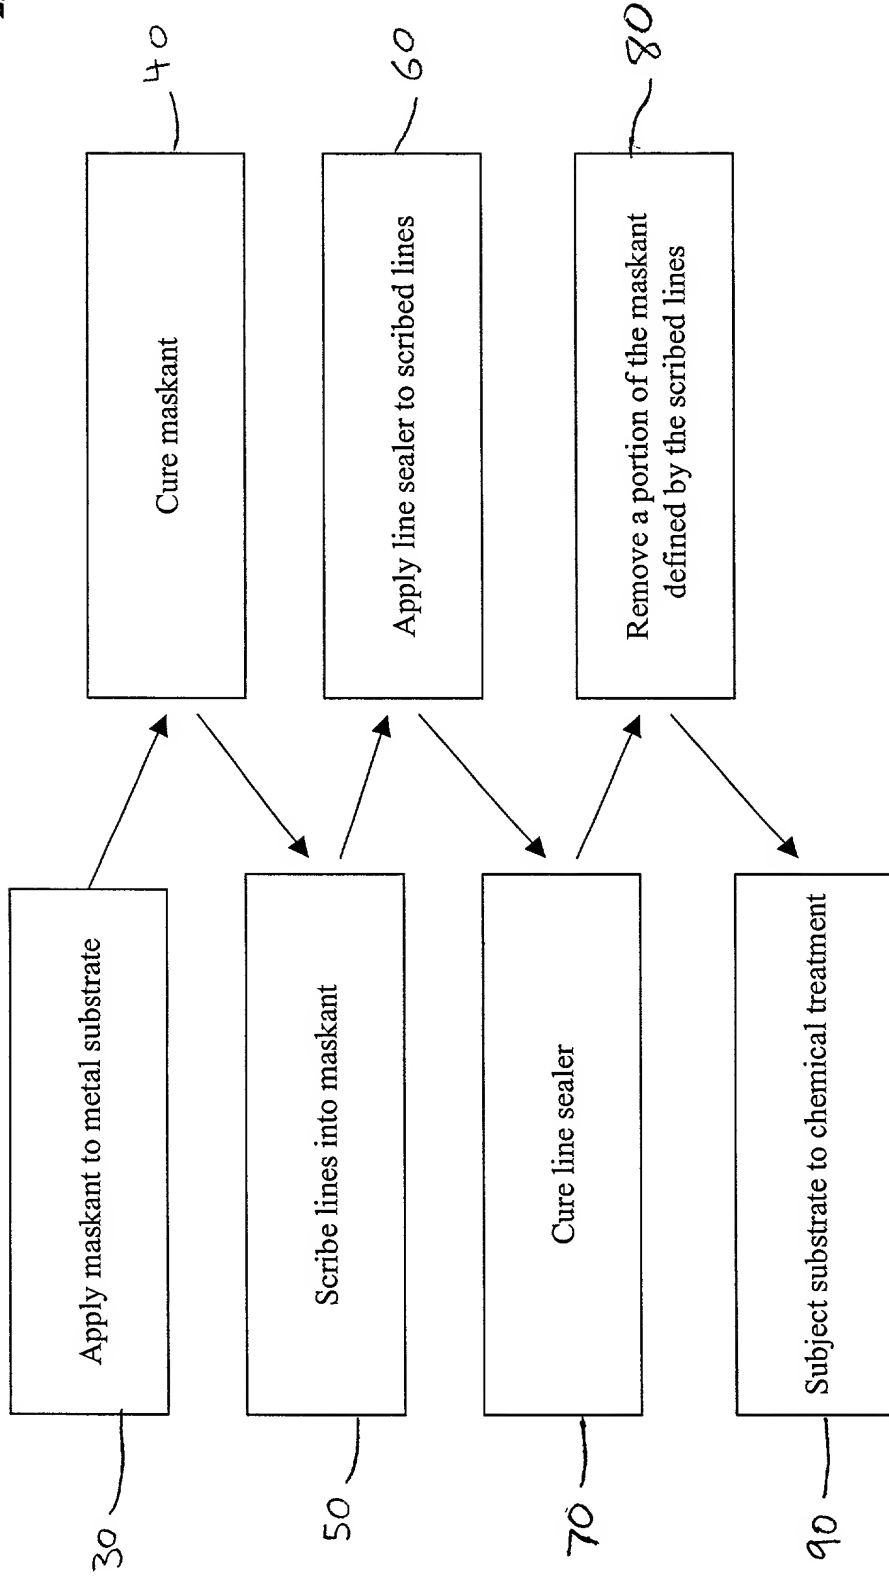 30
Apply maskant to metal substrate
Cure maskant
40
50
Scribe lines into maskant
Apply line sealer to scribed lines
60
70
Cure line sealer
Remove a portion of the maskant
defined by the scribed lines
80
90
Subject substrate to chemical treatment